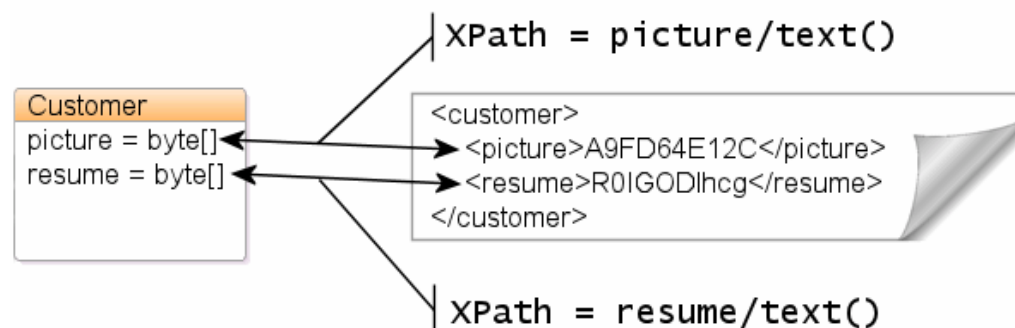 XPath = picture/text()
Customer
picture = byte[]
resume = byte[]
<customer>
<picture>A9FD64E12C</picture>
<resume>R0lGODlhcg</resume>
</customer>
XPath = resume/text()